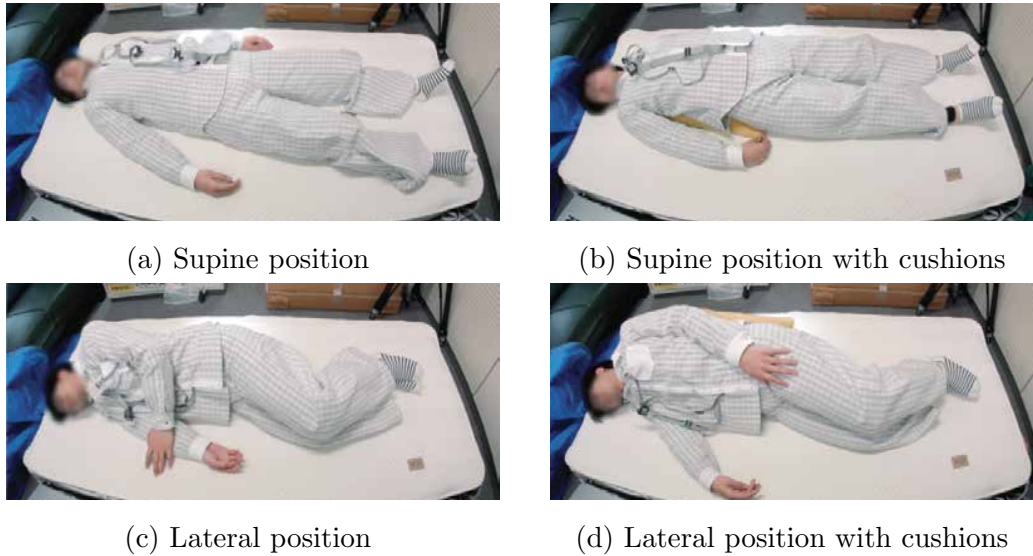 (a) Supine position
(b) Supine position with cushions
(c) Lateral position
(d) Lateral position with cushions